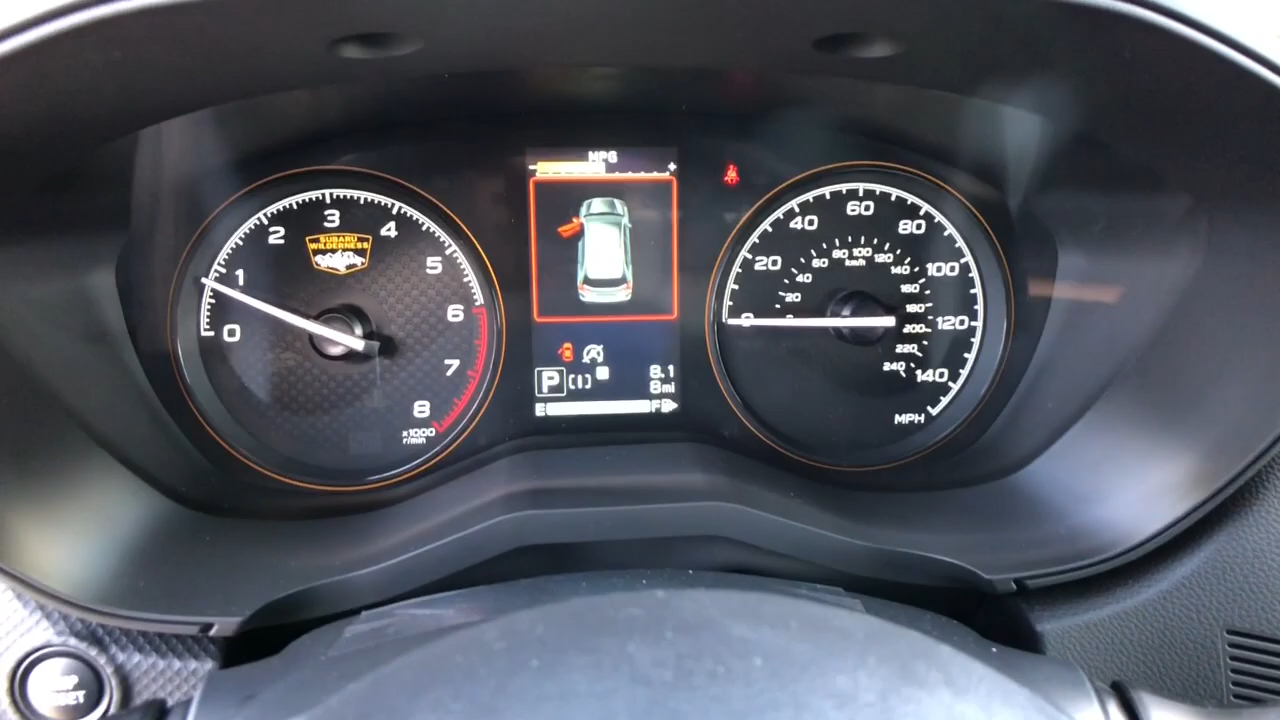 MPG
- +
0 1 2 3 4 5 6 7 8
SUBARU
WILDERNESS
x1000
r/min
P
8.1
8mi
E F
0 20 40 60 80 100 120 140
20 40 60 80 100 120 140 160 180 200 220 240
km/h
MPH